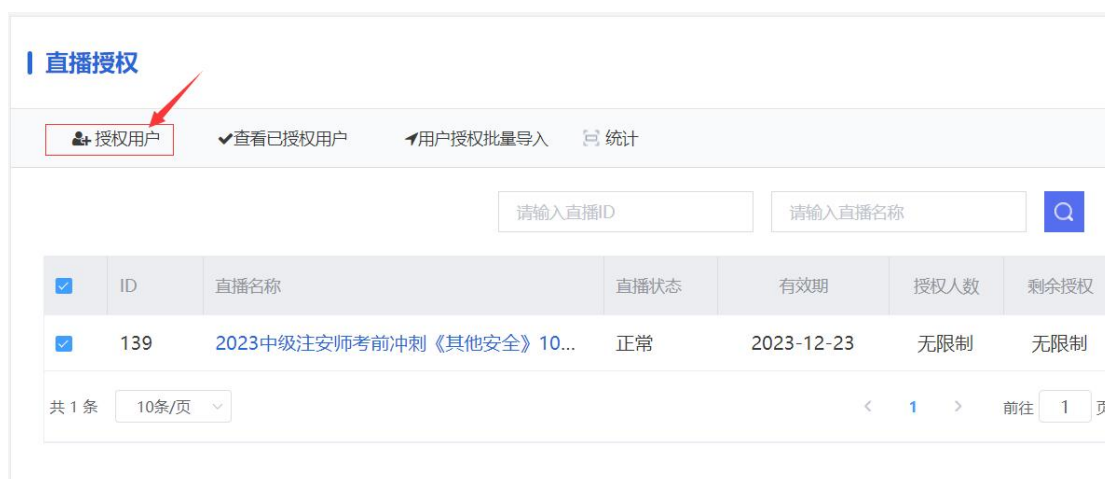 直播授权
授权用户 查看已授权用户 用户授权批量导入 统计
请输入直播ID 请输入直播名称
ID 直播名称 直播状态 有效期 授权人数 剩余授权
139 2023中级注安师考前冲刺《其他安全》10... 正常 2023-12-23 无限制 无限制
共 1 条 10条/页 < 1 > 前往 1 页